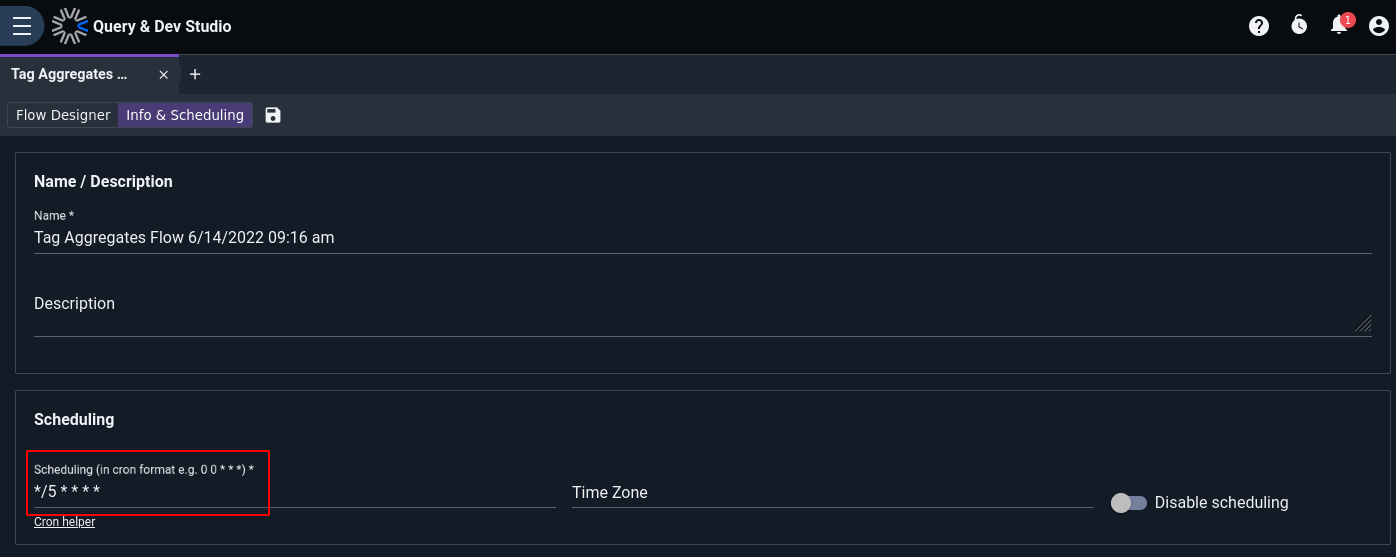 Query & Dev Studio
1
Tag Aggregates ...
Flow Designer Info & Scheduling
Name / Description
Name *
Tag Aggregates Flow 6/14/2022 09:16 am
Description
Scheduling
Scheduling (in cron format e.g. 0 0 * * *) *
*/5 * * * * Time Zone Disable scheduling
Cron helper